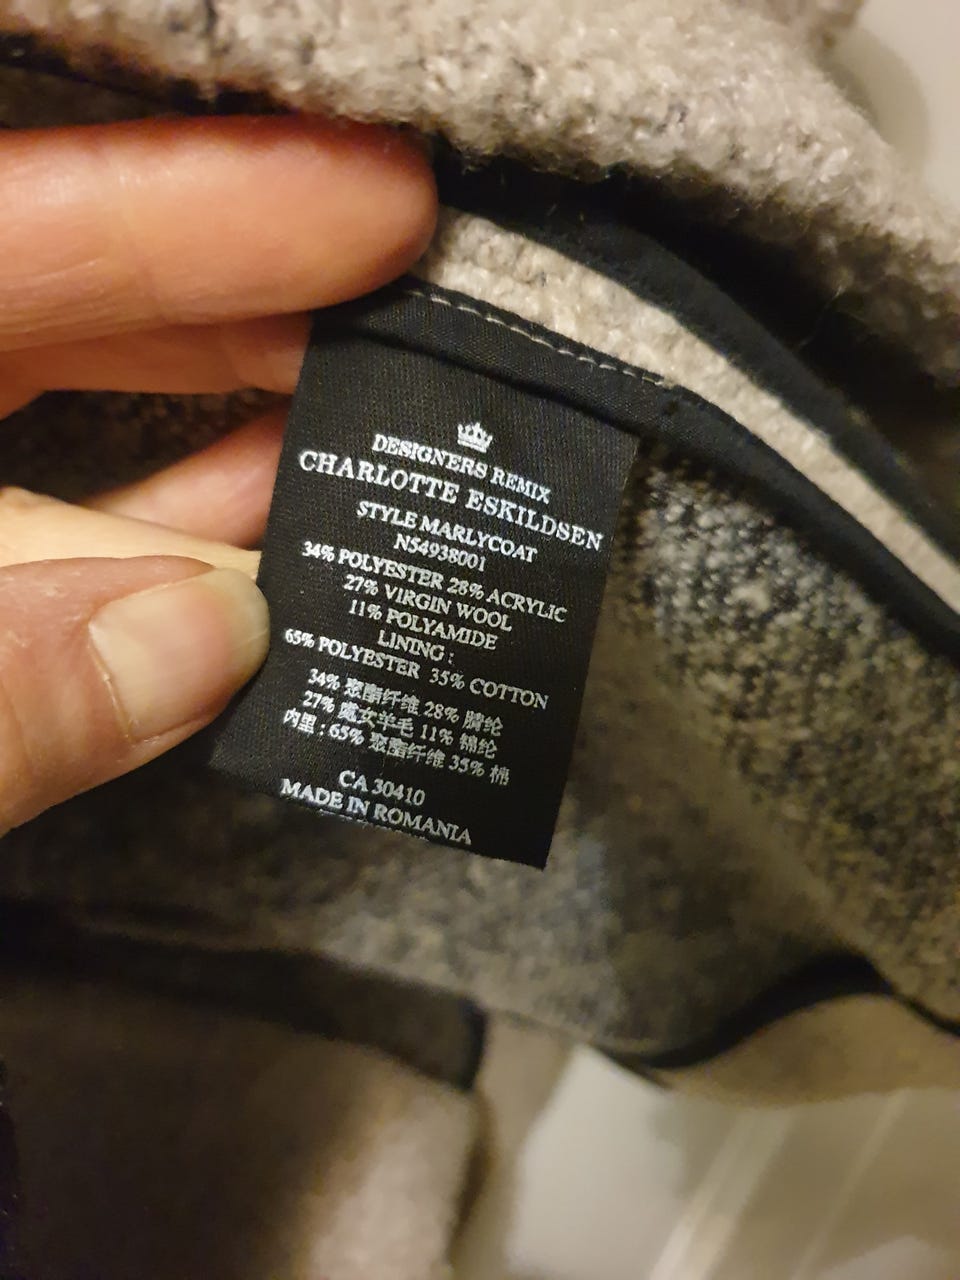 DESIGNERS REMIX
CHARLOTTE ESKILDSEN
STYLE MARLYCOAT
N54938001
34% POLYESTER 28% ACRYLIC
27% VIRGIN WOOL
11% POLYAMIDE
LINING :
65% POLYESTER 35% COTTON
34% 聚酯纤维 28% 腈纶
27% 魔女羊毛 11% 锦纶
内里 : 65% 聚酯纤维 35% 棉
CA 30410
MADE IN ROMANIA